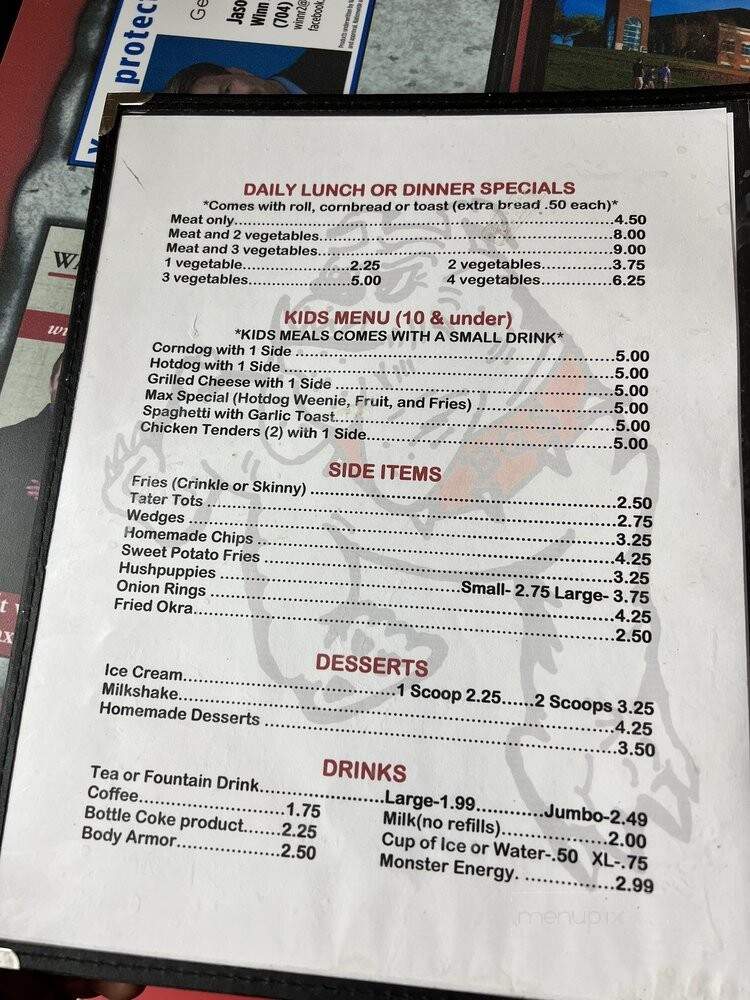 protec
Ge
Jaso
Winn
(704)
winnr2@
facebook.
DAILY LUNCH OR DINNER SPECIALS
*Comes with roll, cornbread or toast (extra bread .50 each)*
Meat only 4.50
Meat and 2 vegetables 8.00
Meat and 3 vegetables 9.00
1 vegetable 2.25 2 vegetables 3.75
3 vegetables 5.00 4 vegetables 6.25
KIDS MENU (10 & under)
*KIDS MEALS COMES WITH A SMALL DRINK*
Corndog with 1 Side 5.00
Hotdog with 1 Side 5.00
Grilled Cheese with 1 Side 5.00
Max Special (Hotdog Weenie, Fruit, and Fries) 5.00
Spaghetti with Garlic Toast 5.00
Chicken Tenders (2) with 1 Side 5.00
SIDE ITEMS
Fries (Crinkle or Skinny) 2.50
Tater Tots 2.75
Wedges 3.25
Homemade Chips 4.25
Sweet Potato Fries 3.25
Hushpuppies Small- 2.75 Large- 3.75
Onion Rings 4.25
Fried Okra 2.50
DESSERTS
Ice Cream 1 Scoop 2.25......2 Scoops 3.25
Milkshake 4.25
Homemade Desserts 3.50
DRINKS
Tea or Fountain Drink Large-1.99 Jumbo-2.49
Coffee 1.75 Milk(no refills) 2.00
Bottle Coke product 2.25 Cup of Ice or Water-.50 XL-.75
Body Armor 2.50 Monster Energy. 2.99
menupix